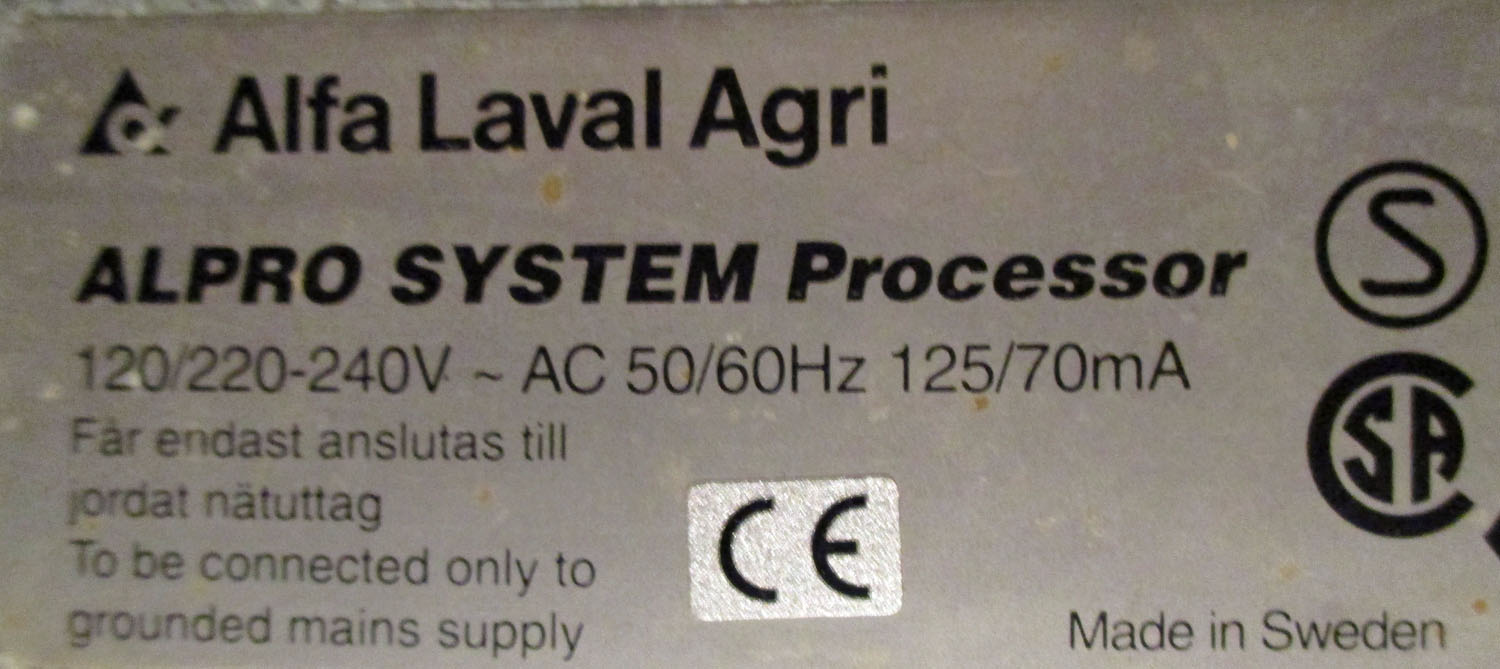 Alfa Laval Agri
ALPRO SYSTEM Processor
120/220-240V ~ AC 50/60Hz 125/70mA
Får endast anslutas till
jordat nätuttag
To be connected only to
grounded mains supply
CE
S
CSA
Made in Sweden